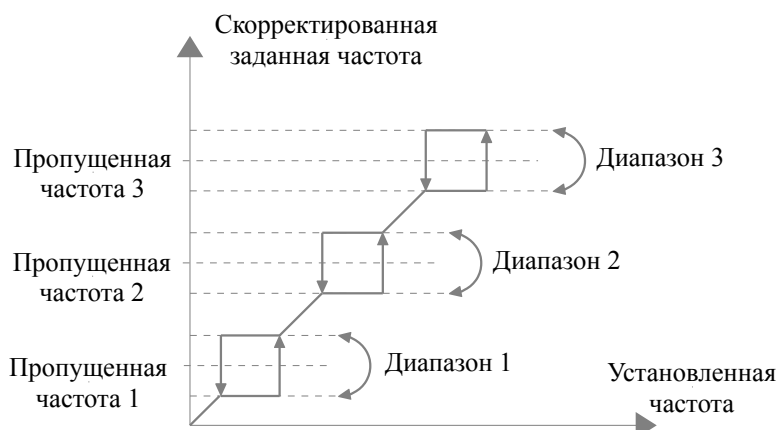 Скорректированная
заданная частота
Пропущенная
частота 3
Диапазон 3
Пропущенная
частота 2
Диапазон 2
Пропущенная
частота 1
Диапазон 1
Установленная
частота